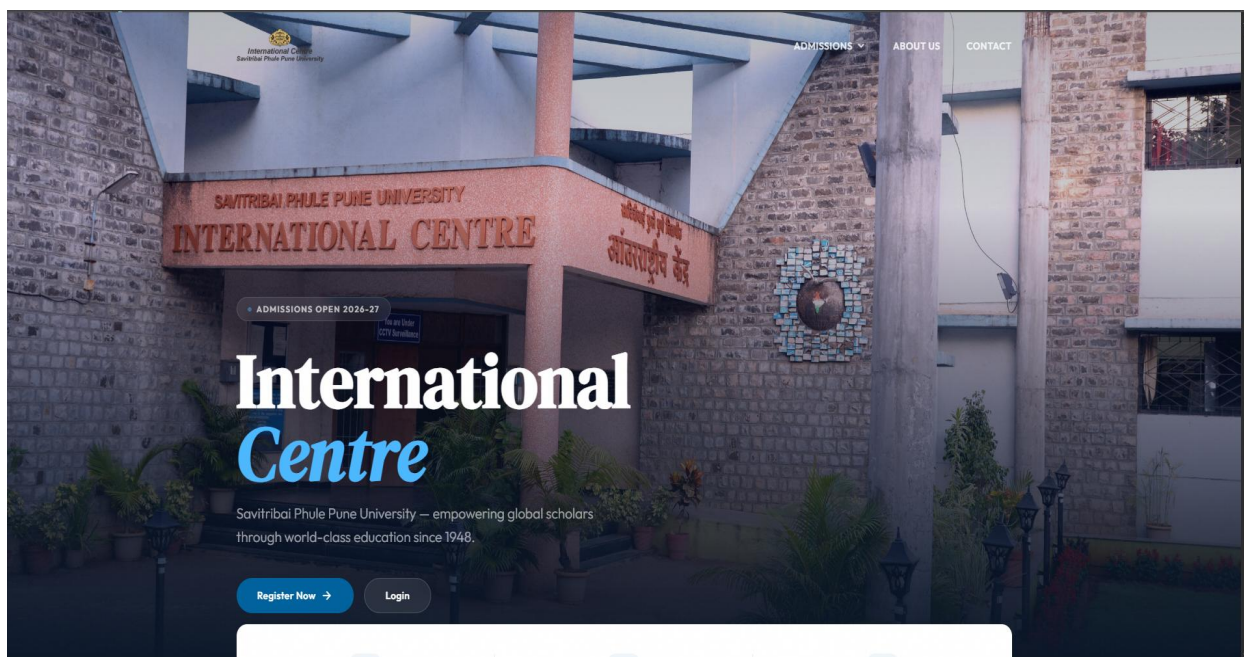 International Centre
Savitribai Phule Pune University
ADMISSIONS
ABOUT US
CONTACT
SAVITRIBAI PHULE PUNE UNIVERSITY
INTERNATIONAL CENTRE
सावित्रीबाई फुले पुणे विद्यापीठ
आंतरराष्ट्रीय केंद्र
ADMISSIONS OPEN 2026-27
You are Under
CCTV Surveillance
International
Centre
Savitribai Phule Pune University — empowering global scholars
through world-class education since 1948.
Register Now →
Login